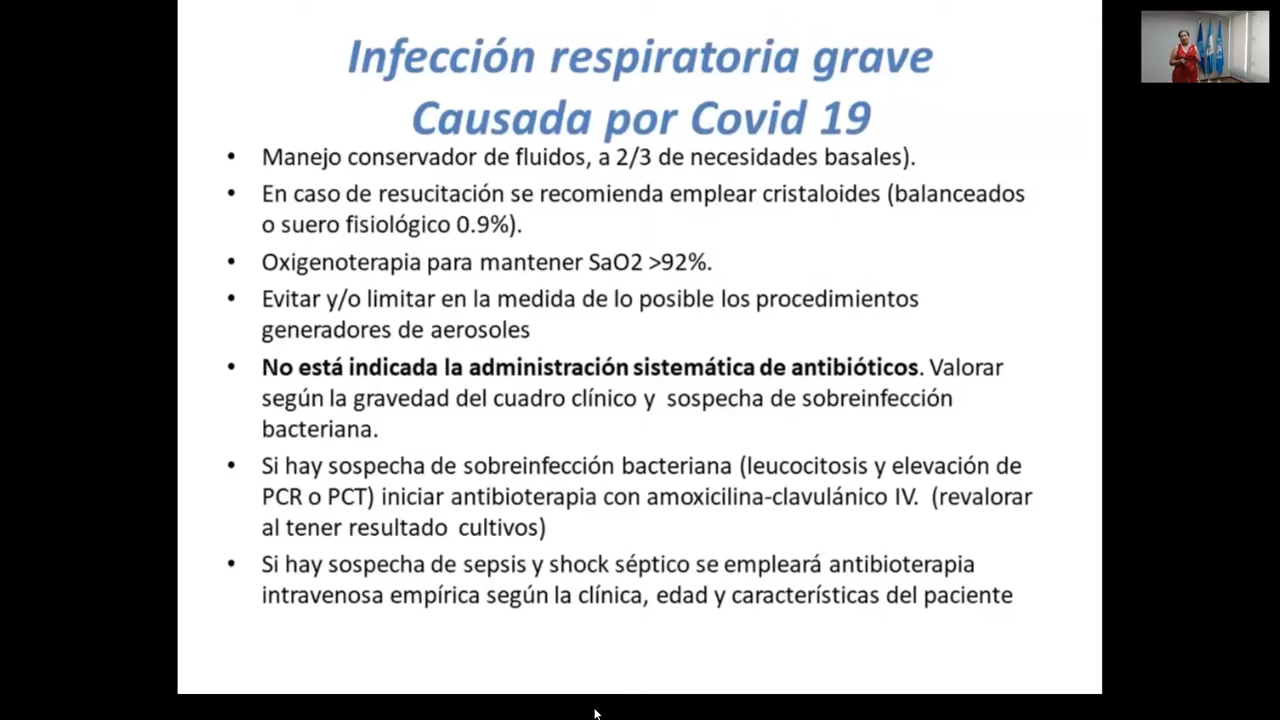 Infección respiratoria grave
Causada por Covid 19
• Manejo conservador de fluidos, a 2/3 de necesidades basales).
• En caso de resucitación se recomienda emplear cristaloides (balanceados
o suero fisiológico 0.9%).
• Oxigenoterapia para mantener SaO2 >92%.
• Evitar y/o limitar en la medida de lo posible los procedimientos
generadores de aerosoles
• No está indicada la administración sistemática de antibióticos. Valorar
según la gravedad del cuadro clínico y  sospecha de sobreinfección
bacteriana.
• Si hay sospecha de sobreinfección bacteriana (leucocitosis y elevación de
PCR o PCT) iniciar antibioterapia con amoxicilina-clavulánico IV.  (revalorar
al tener resultado  cultivos)
• Si hay sospecha de sepsis y shock séptico se empleará antibioterapia
intravenosa empírica según la clínica, edad y características del paciente